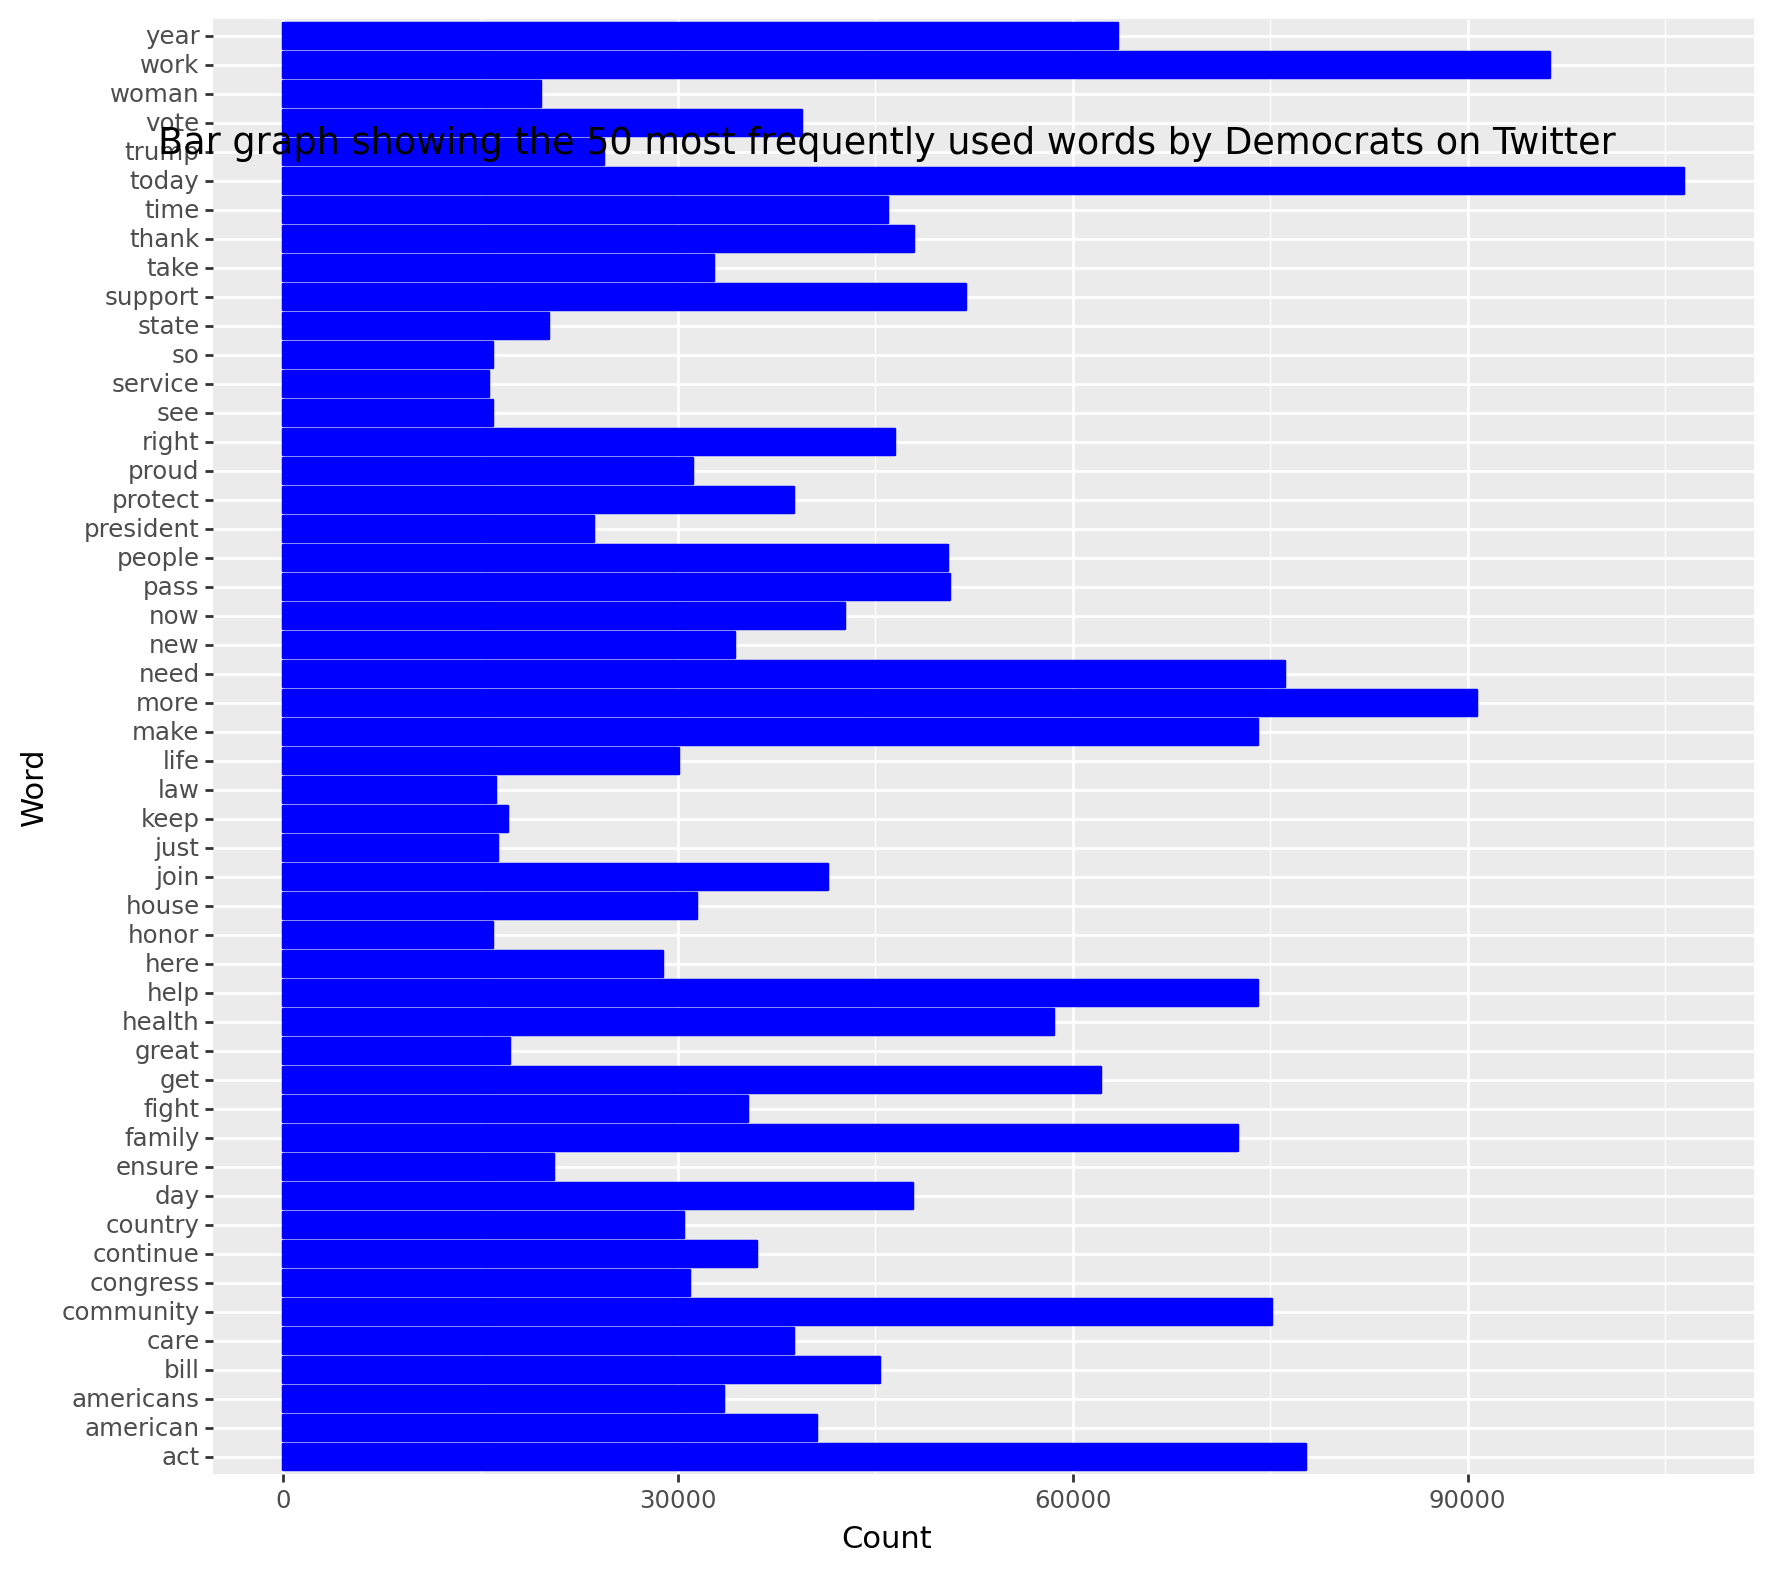 year
work
woman
vote
Bar graph showing the 50 most frequently used words by Democrats on Twitter
trump
today
time
thank
take
support
state
so
service
see
right
proud
protect
president
people
pass
now
new
need
more
make
life
law
keep
just
join
house
honor
here
help
health
great
get
fight
family
ensure
day
country
continue
congress
community
care
bill
americans
american
act
Word
0 30000 60000 90000
Count